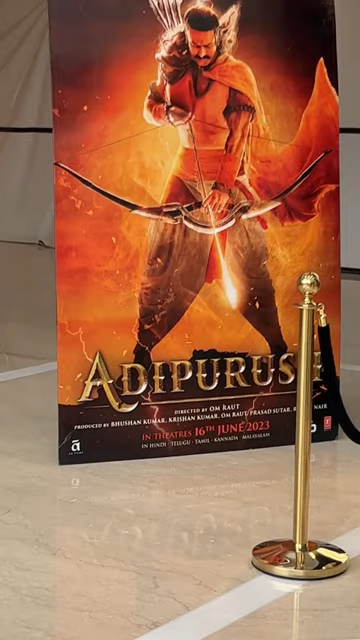 ADIPURUSH
DIRECTED BY OM RAUT
PRODUCED BY BHUSHAN KUMAR, KRISHAN KUMAR, OM RAUT, PRASAD SUTAR, NAIR
IN THEATRES 16TH JUNE 2023
IN HINDI · TELUGU · TAMIL · KANNADA · MALAYALAM